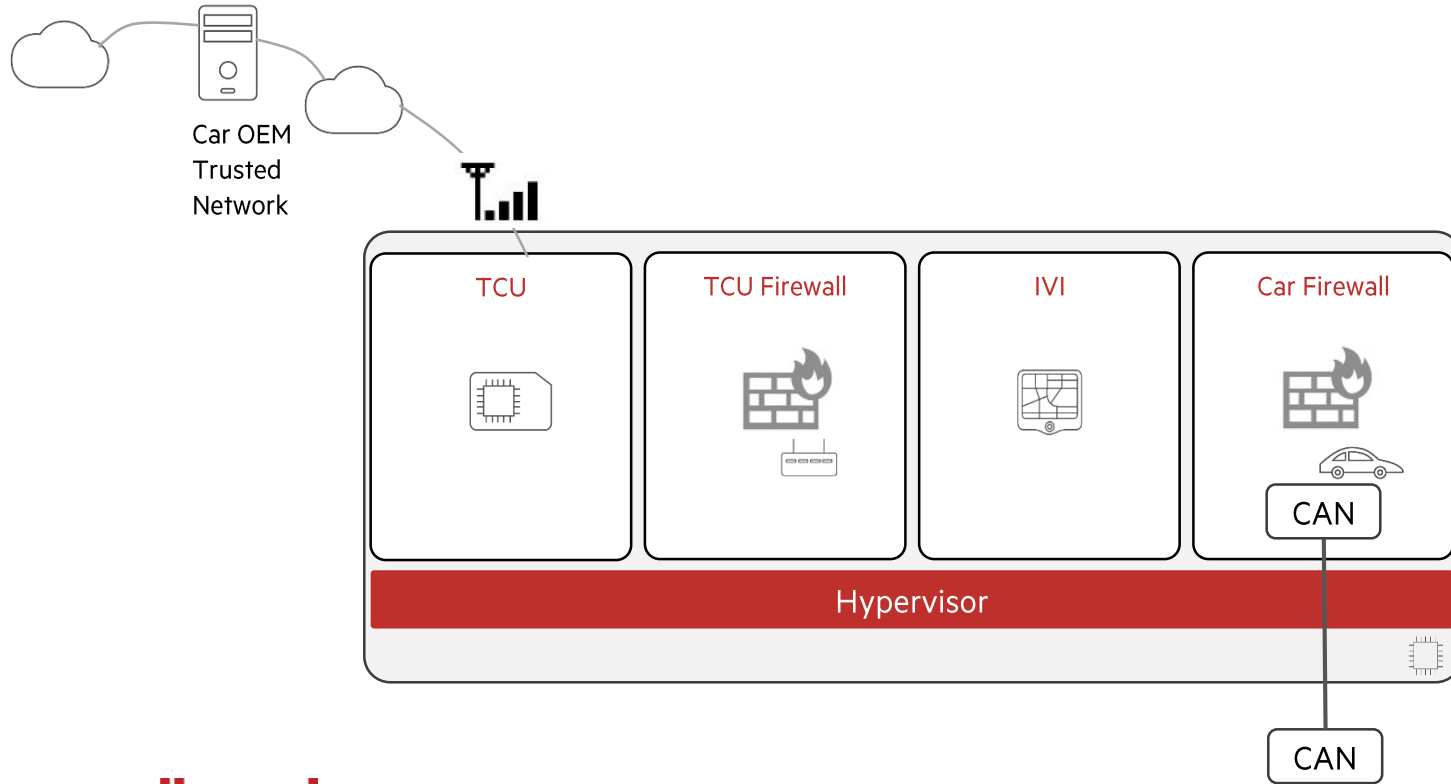 Car OEM
Trusted
Network
TCU
TCU Firewall
IVI
Car Firewall
CAN
Hypervisor
CAN